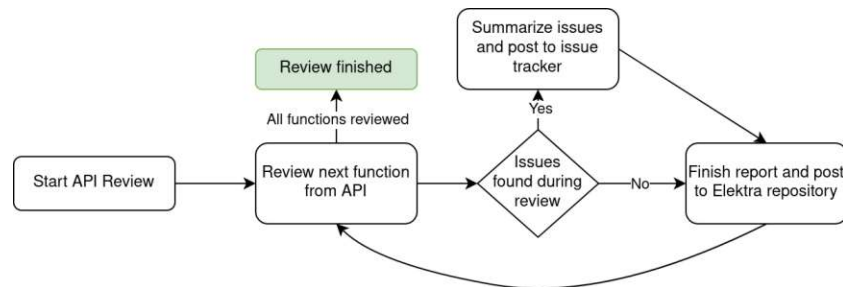 Summarize issues
and post to issue
tracker
Review finished
Yes
All functions reviewed
Start API Review
Review next function
from API
Issues
found during
review
No
Finish report and post
to Elektra repository